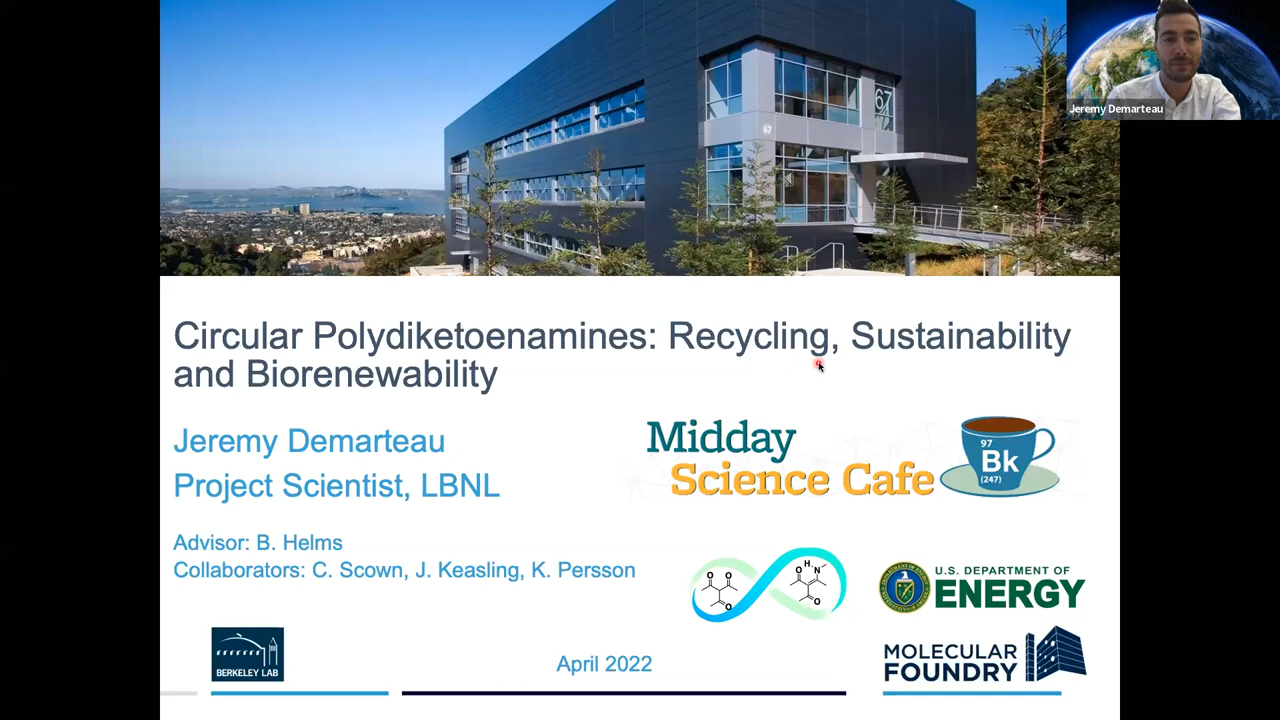 67
67
Jeremy Demarteau
Circular Polydiketoenamines: Recycling, Sustainability
and Biorenewability
Jeremy Demarteau
Project Scientist, LBNL
Midday
Science Cafe
97
Bk
(247)
Advisor: B. Helms
Collaborators: C. Scown, J. Keasling, K. Persson
O O
O
H N
O
O
U.S. DEPARTMENT OF
ENERGY
BERKELEY LAB
April 2022
MOLECULAR
FOUNDRY